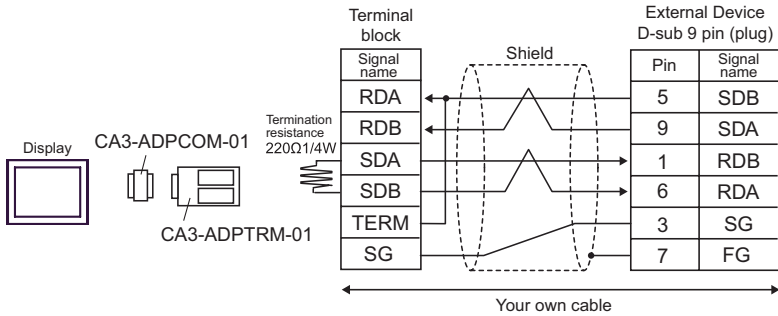 Terminal
block
External Device
D-sub 9 pin (plug)
Signal
name
Shield
Pin
Signal
name
RDA
5
SDB
RDB
9
SDA
Termination
resistance
220Ω1/4W
Display
CA3-ADPCOM-01
SDA
1
RDB
SDB
6
RDA
CA3-ADPTRM-01
TERM
3
SG
SG
7
FG
Your own cable